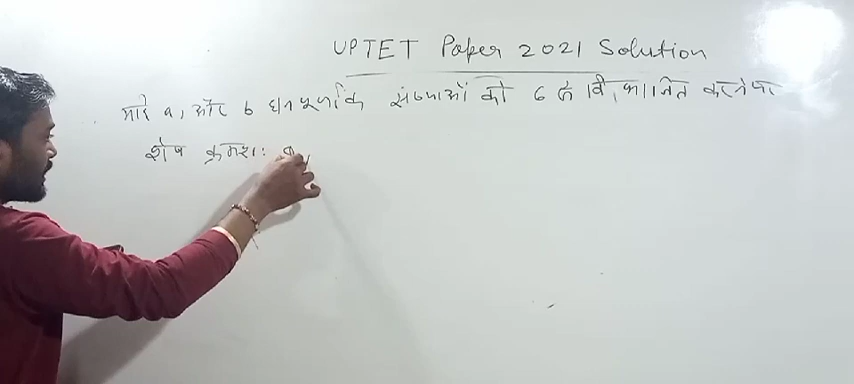 UPTET Paper 2021 Solution
यदि a, और b धनपूर्णांक संख्याओं को 6 से विभाजित करने पर
शेष क्रमशः